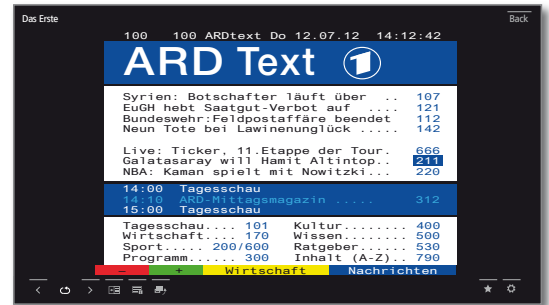 Das Erste
Back
100 100 ARDtext Do 12.07.12 14:12:42
ARD Text 1
Syrien: Botschafter läuft über .. 107
EuGH hebt Saatgut-Verbot auf .... 121
Bundeswehr:Feldpostaffäre beendet 112
Neun Tote bei Lawinenunglück ..... 142
Live: Ticker, 11.Etappe der Tour. 666
Galatasaray will Hamit Altintop.. 211
NBA: Kaman spielt mit Nowitzki... 220
14:00 Tagesschau
14:10 ARD-Mittagsmagazin ..... 312
15:00 Tagesschau
Tagesschau.... 101 Kultur........ 400
Wirtschaft.... 170 Wissen........ 500
Sport..... 200/600 Ratgeber...... 530
Programm...... 300 Inhalt (A-Z).. 790
– + Wirtschaft Nachrichten